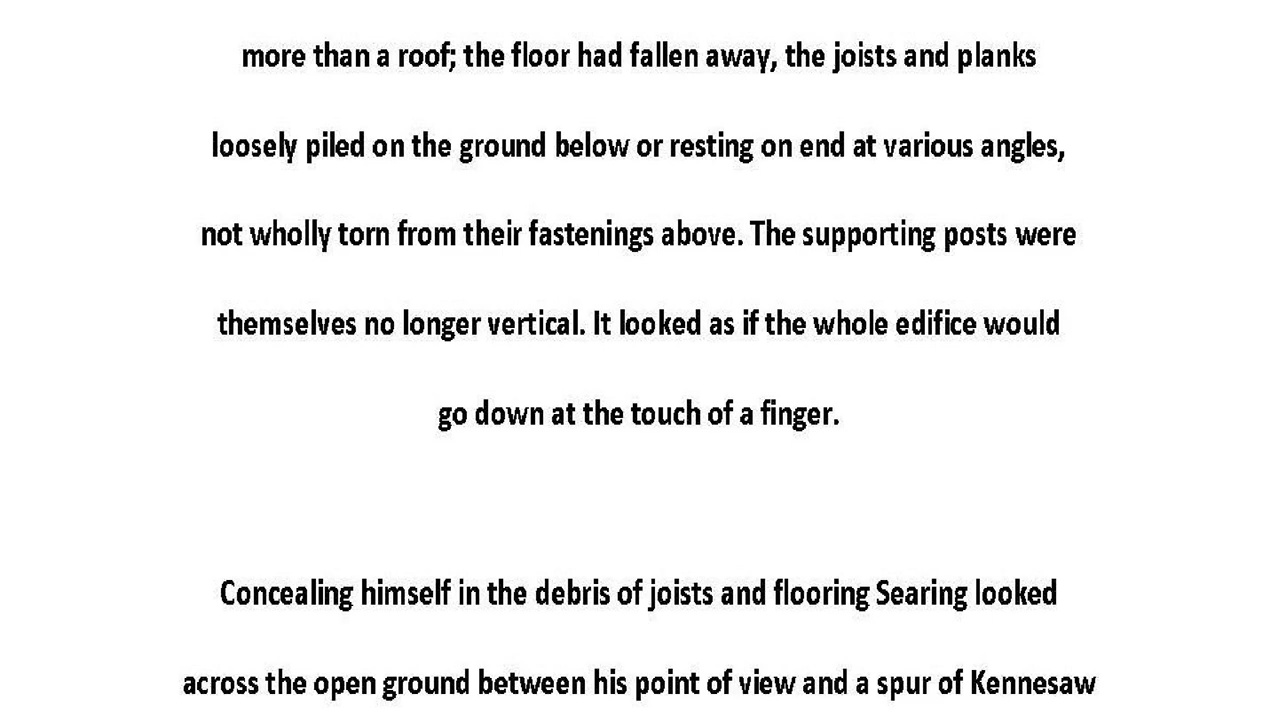 more than a roof; the floor had fallen away, the joists and planks
loosely piled on the ground below or resting on end at various angles,
not wholly torn from their fastenings above. The supporting posts were
themselves no longer vertical. It looked as if the whole edifice would
go down at the touch of a finger.
Concealing himself in the debris of joists and flooring Searing looked
across the open ground between his point of view and a spur of Kennesaw